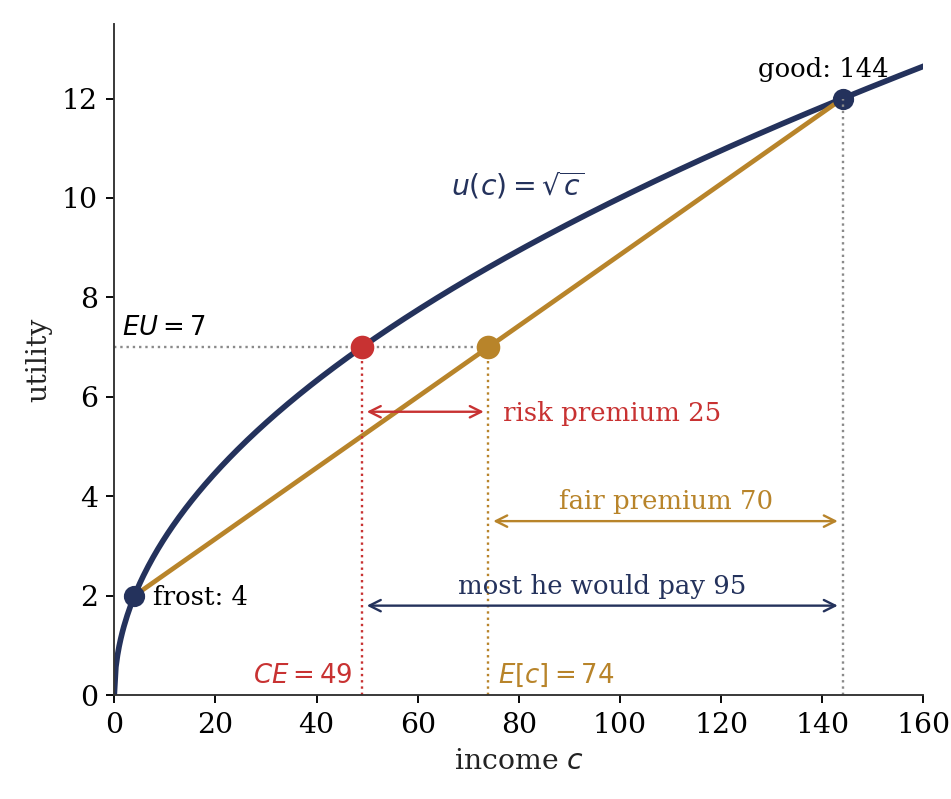 good: 144
12
u(c) = √c
10
8
EU = 7
utility
6
risk premium 25
4
fair premium 70
most he would pay 95
2
frost: 4
CE = 49
E[c] = 74
0
0 20 40 60 80 100 120 140 160
income c